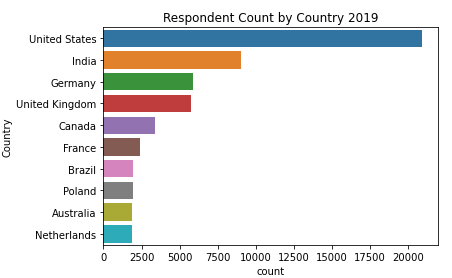 Respondent Count by Country 2019
United States
India
Germany
United Kingdom
Canada
France
Brazil
Poland
Australia
Netherlands
Country
0 2500 5000 7500 10000 12500 15000 17500 20000
count